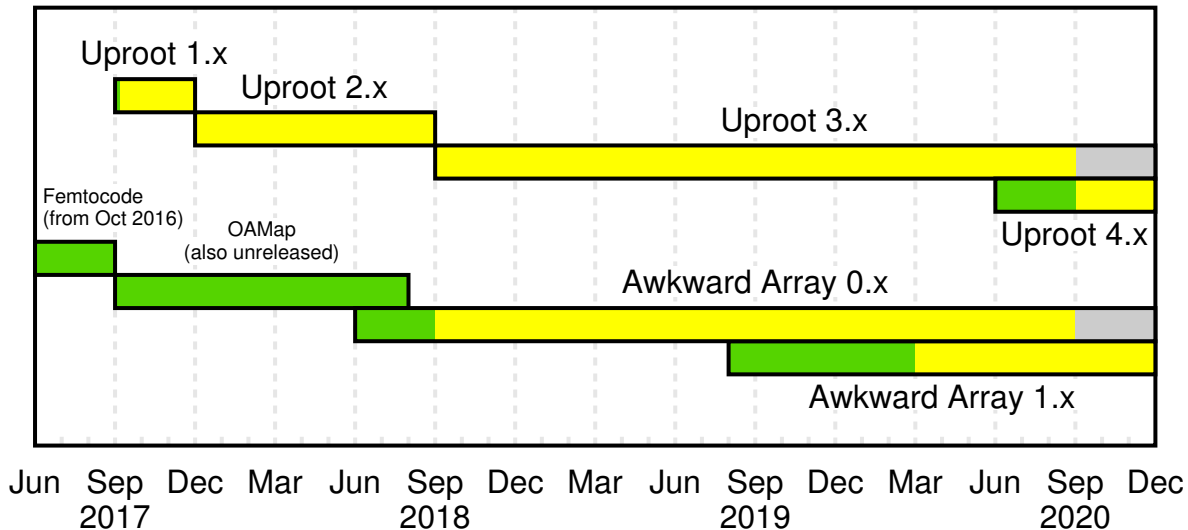 Uproot 1.x
Uproot 2.x
Uproot 3.x
Femtocode
(from Oct 2016)
OAMap
(also unreleased)
Uproot 4.x
Awkward Array 0.x
Awkward Array 1.x
Jun Sep Dec Mar Jun Sep Dec Mar Jun Sep Dec Mar Jun Sep Dec
2017 2018 2019 2020